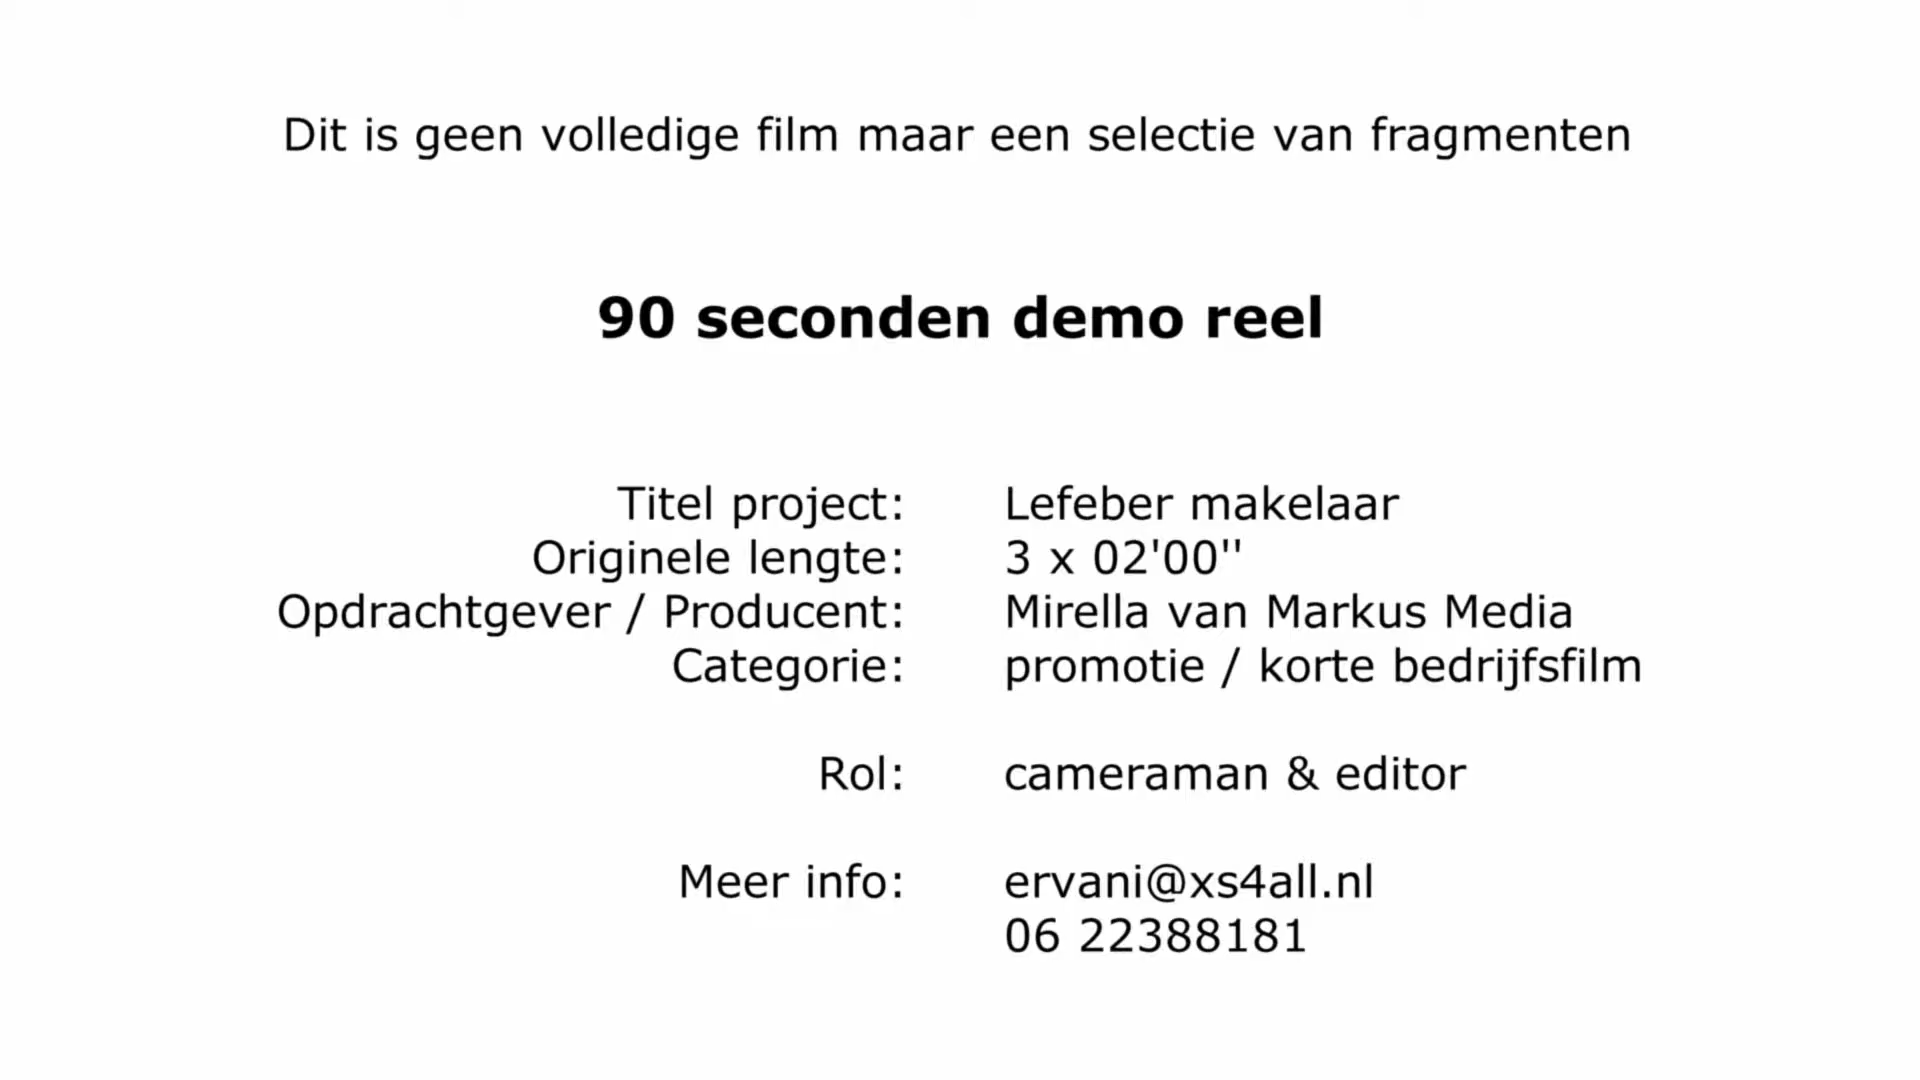 Dit is geen volledige film maar een selectie van fragmenten
90 seconden demo reel
Titel project: Lefeber makelaar
Originele lengte: 3 x 02'00''
Opdrachtgever / Producent: Mirella van Markus Media
Categorie: promotie / korte bedrijfsfilm
Rol: cameraman & editor
Meer info: ervani@xs4all.nl
06 22388181